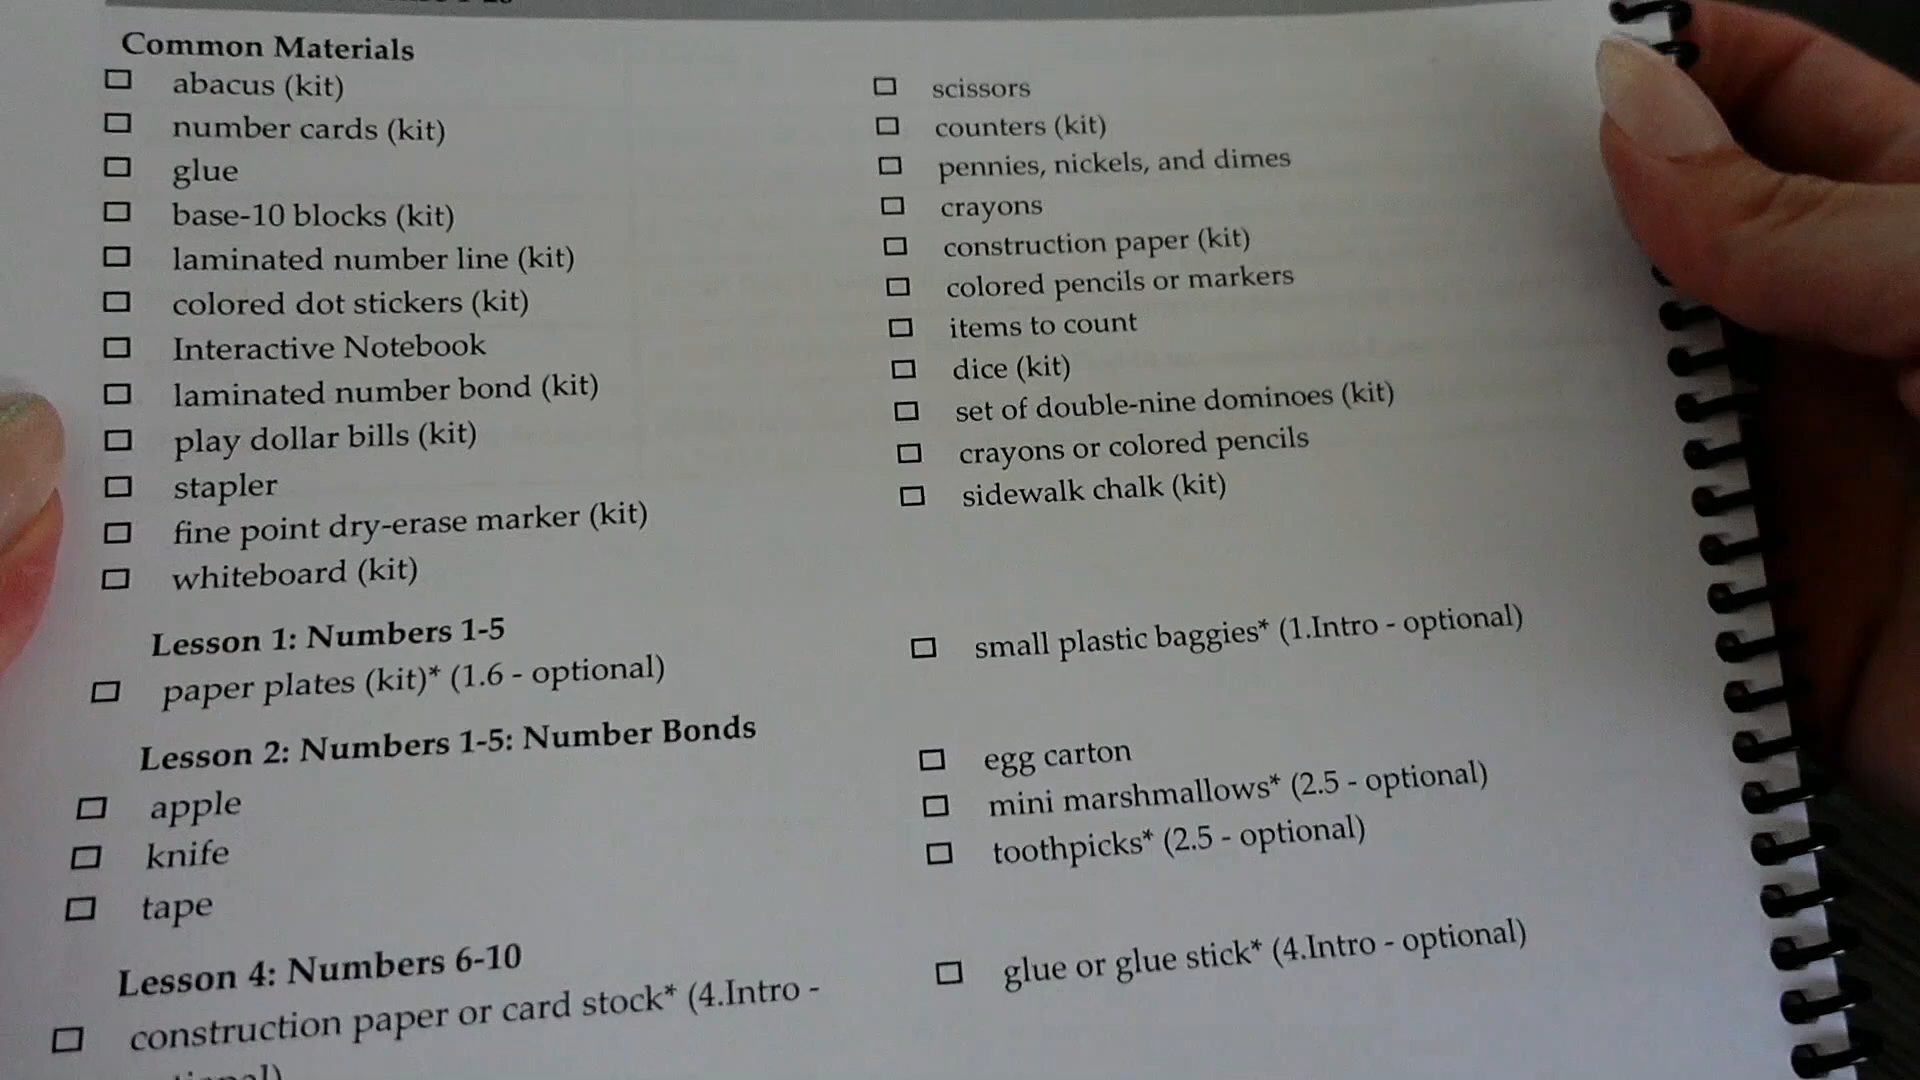 Common Materials
abacus (kit)
number cards (kit)
glue
base-10 blocks (kit)
laminated number line (kit)
colored dot stickers (kit)
Interactive Notebook
laminated number bond (kit)
play dollar bills (kit)
stapler
fine point dry-erase marker (kit)
whiteboard (kit)
scissors
counters (kit)
pennies, nickels, and dimes
crayons
construction paper (kit)
colored pencils or markers
items to count
dice (kit)
set of double-nine dominoes (kit)
crayons or colored pencils
sidewalk chalk (kit)
Lesson 1: Numbers 1-5
paper plates (kit)* (1.6 - optional)
small plastic baggies* (1.Intro - optional)
Lesson 2: Numbers 1-5: Number Bonds
apple
knife
tape
egg carton
mini marshmallows* (2.5 - optional)
toothpicks* (2.5 - optional)
Lesson 4: Numbers 6-10
construction paper or card stock* (4.Intro -
glue or glue stick* (4.Intro - optional)